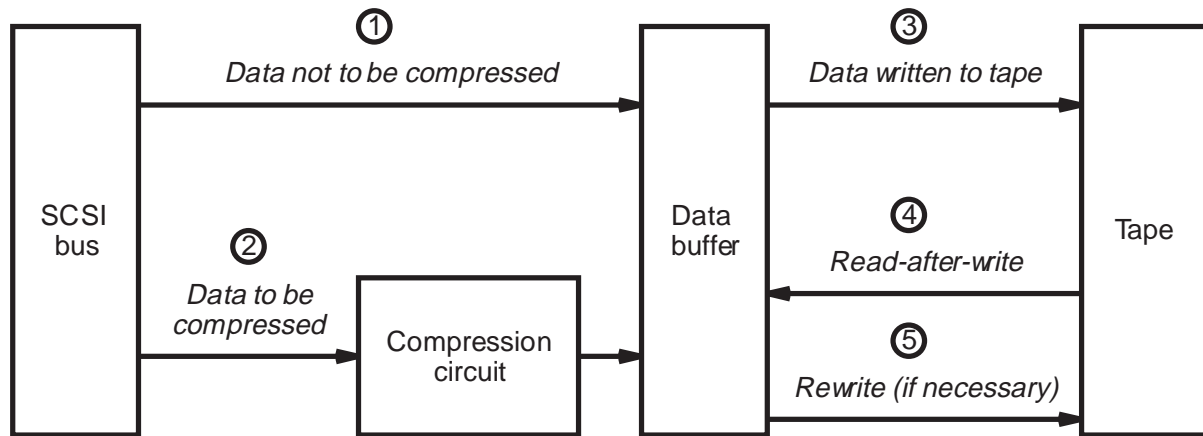 1
Data not to be compressed
3
Data written to tape
SCSI
bus
2
Data to be
compressed
Compression
circuit
Data
buffer
4
Read-after-write
5
Rewrite (if necessary)
Tape